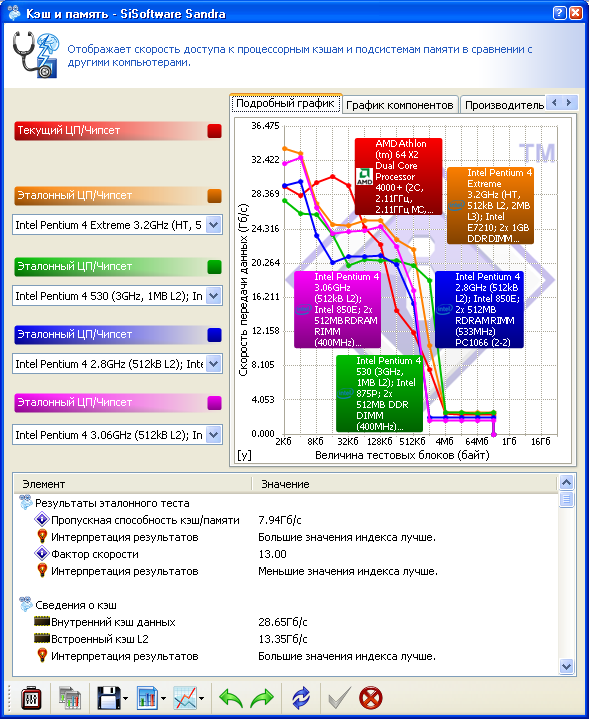 Кэш и память - SiSoftware Sandra
Отображает скорость доступа к процессорным кэшам и подсистемам памяти в сравнении с
другими компьютерами.
Текущий ЦП/Чипсет
Эталонный ЦП/Чипсет
Intel Pentium 4 Extreme 3.2GHz (HT, 5
Эталонный ЦП/Чипсет
Intel Pentium 4 530 (3GHz, 1MB L2); In
Эталонный ЦП/Чипсет
Intel Pentium 4 2.8GHz (512kB L2); Inte
Эталонный ЦП/Чипсет
Intel Pentium 4 3.06GHz (512kB L2); In
Подробный график
График компонентов
Производитель
Скорость передачи данных (Гб/с)
36.475
32.422
28.369
24.316
20.264
16.211
12.158
8.105
4.053
0.000
TM
AMD Athlon
(tm) 64 X2
Dual Core
Processor
4000+ (2C,
2.11ГГц,
2.11ГГц MC,...
AMD
Intel Pentium 4
Extreme
3.2GHz (HT,
512kB L2, 2MB
L3); Intel
E7210; 2x 1GB
DDR DIMM...
Intel Pentium 4
3.06GHz
(512kB L2);
Intel 850E; 2x
512MB RDRAM
RIMM
(400MHz)...
Intel Pentium 4
2.8GHz (512kB
L2); Intel 850E;
2x 512MB
RDRAM RIMM
(533MHz)
PC1066 (2-2)
Intel Pentium 4
530 (3GHz,
1MB L2); Intel
875P; 2x
512MB DDR
DIMM
(400MHz)...
2Кб 8Кб 32Кб 128Кб 512Кб 4Мб 64Мб 1Гб 16Гб
[y] Величина тестовых блоков (байт)
Элемент Значение
Результаты эталонного теста
Пропускная способность кэш/памяти 7.94Гб/с
Интерпретация результатов Большие значения индекса лучше.
Фактор скорости 13.00
Интерпретация результатов Меньшие значения индекса лучше.
Сведения о кэш
Внутренний кэш данных 28.65Гб/с
Встроенный кэш L2 13.35Гб/с
Интерпретация результатов Большие значения индекса лучше.